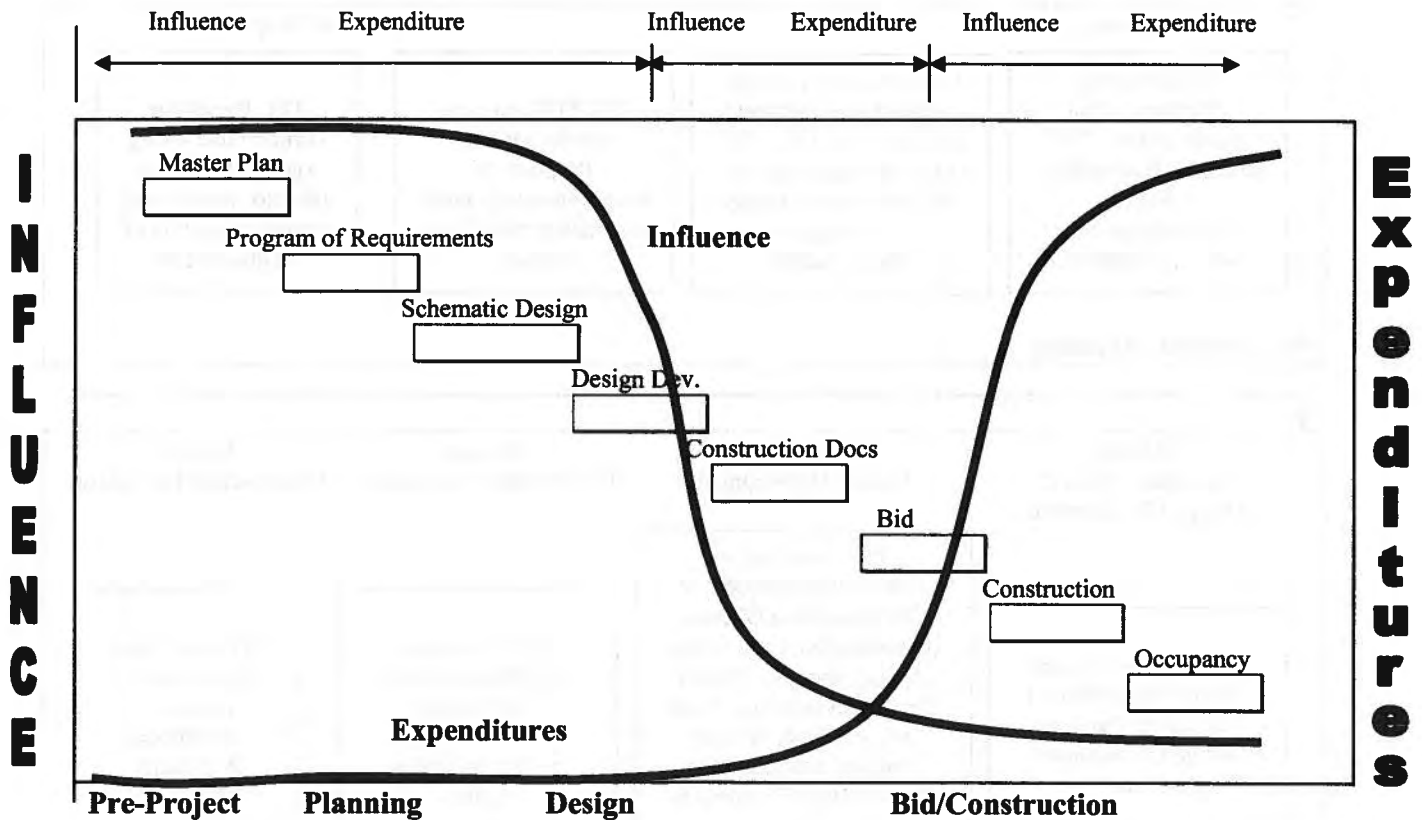 Influence Expenditure Influence Expenditure Influence Expenditure
INFLUENCE
Expenditures
Master Plan
Program of Requirements
Influence
Schematic Design
Design Dev.
Construction Docs
Bid
Construction
Occupancy
Expenditures
Pre-Project Planning Design Bid/Construction